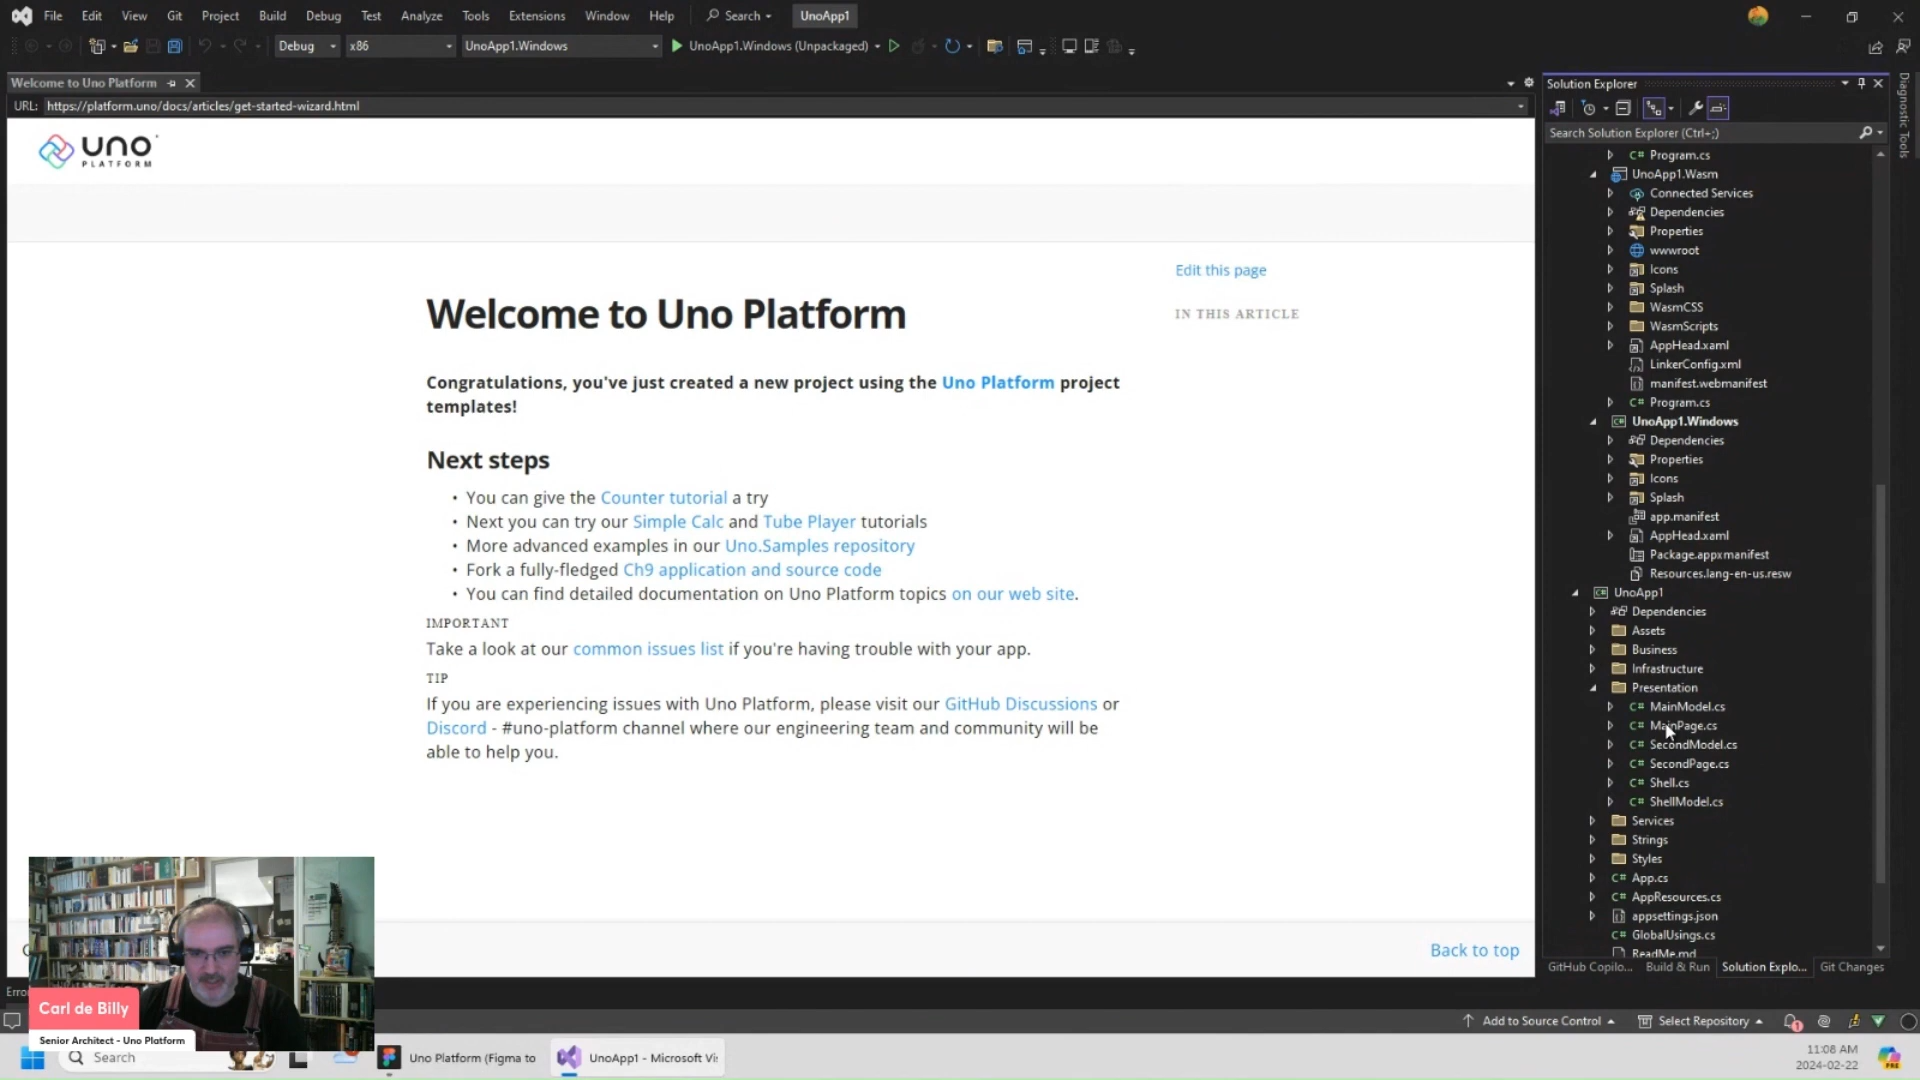 File Edit View Git Project Build Debug Test Analyze Tools Extensions Window Help Search UnoApp1
Debug x86 UnoApp1.Windows UnoApp1.Windows (Unpackaged)
Welcome to Uno Platform
URL: https://platform.uno/docs/articles/get-started-wizard.html
UNO
PLATFORM
Edit this page
IN THIS ARTICLE
Welcome to Uno Platform
Congratulations, you've just created a new project using the Uno Platform project
templates!
Next steps
• You can give the Counter tutorial a try
• Next you can try our Simple Calc and Tube Player tutorials
• More advanced examples in our Uno.Samples repository
• Fork a fully-fledged Ch9 application and source code
• You can find detailed documentation on Uno Platform topics on our web site.
IMPORTANT
Take a look at our common issues list if you're having trouble with your app.
TIP
If you are experiencing issues with Uno Platform, please visit our GitHub Discussions or
Discord - #uno-platform channel where our engineering team and community will be
able to help you.
Back to top
Solution Explorer
Search Solution Explorer (Ctrl+;)
C# Program.cs
UnoApp1.Wasm
Connected Services
Dependencies
Properties
wwwroot
Icons
Splash
WasmCSS
WasmScripts
AppHead.xaml
LinkerConfig.xml
manifest.webmanifest
C# Program.cs
UnoApp1.Windows
Dependencies
Properties
Icons
Splash
app.manifest
AppHead.xaml
Package.appxmanifest
Resources.lang-en-us.resw
UnoApp1
Dependencies
Assets
Business
Infrastructure
Presentation
C# MainModel.cs
C# MainPage.cs
C# SecondModel.cs
C# SecondPage.cs
C# Shell.cs
C# ShellModel.cs
Services
Strings
Styles
C# App.cs
C# AppResources.cs
appsettings.json
C# GlobalUsings.cs
ReadMe.md
GitHub Copilo... Build & Run Solution Explo... Git Changes
Diagnostic Tools
Carl de Billy
Senior Architect - Uno Platform
Add to Source Control Select Repository 1
Search Uno Platform (Figma to UnoApp1 - Microsoft Vis
11:08 AM
2024-02-22
PRE